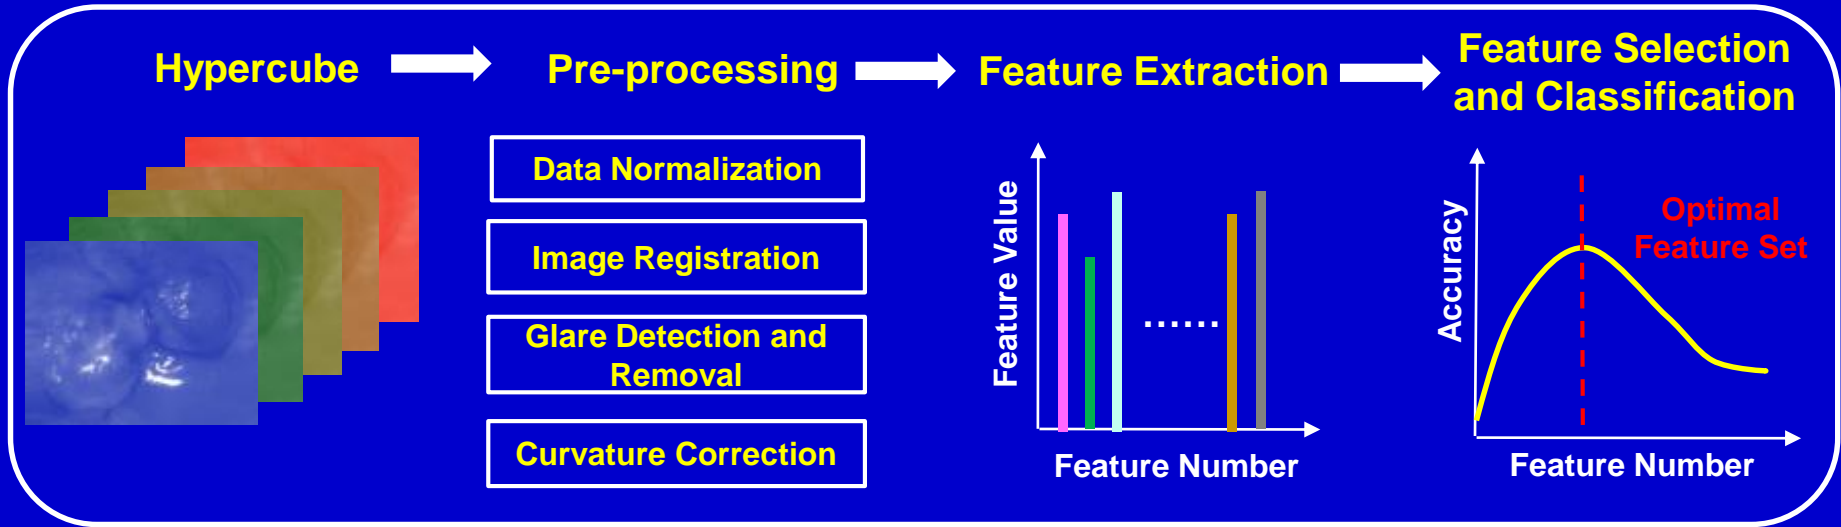 Hypercube
Pre-processing
Feature Extraction
Feature Selection
and Classification
Data Normalization
Image Registration
Glare Detection and
Removal
Curvature Correction
Feature Value
......
Feature Number
Accuracy
Optimal
Feature Set
Feature Number